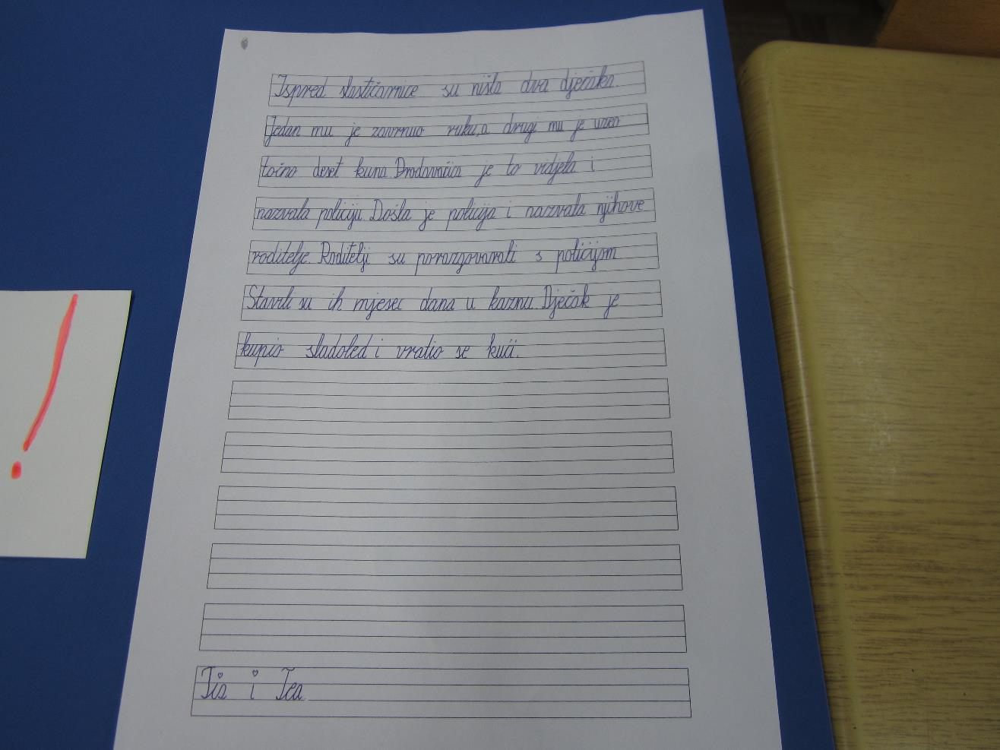 Ispred slastičarnice su išla dva dječaka.
Jedan mu je zavrnuo ruku, a drugi mu je uzeo
točno deset kuna. Prodavačica je to vidjela i
nazvala policiju. Došla je policija i nazvala njihove
roditelje. Roditelji su porazgovarali s policijom
Stavili su ih mjesec dana u kaznu. Dječak je
kupio sladoled i vratio se kući.
i Tea
!